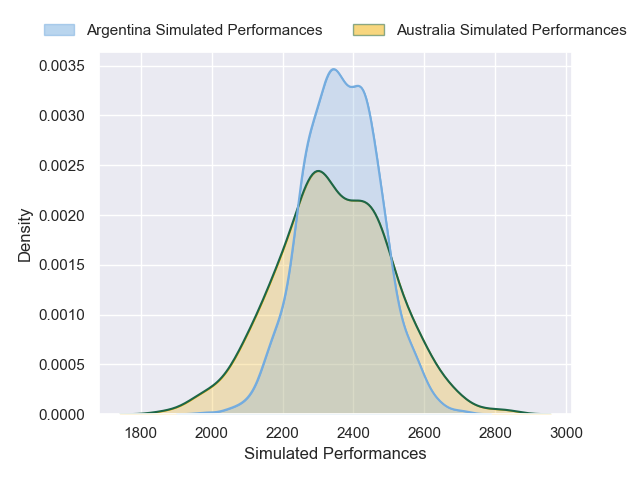 Argentina Simulated Performances Australia Simulated Performances
0.0035
0.0030
0.0025
0.0020
0.0015
0.0010
0.0005
0.0000
Density
1800 2000 2200 2400 2600 2800 3000
Simulated Performances